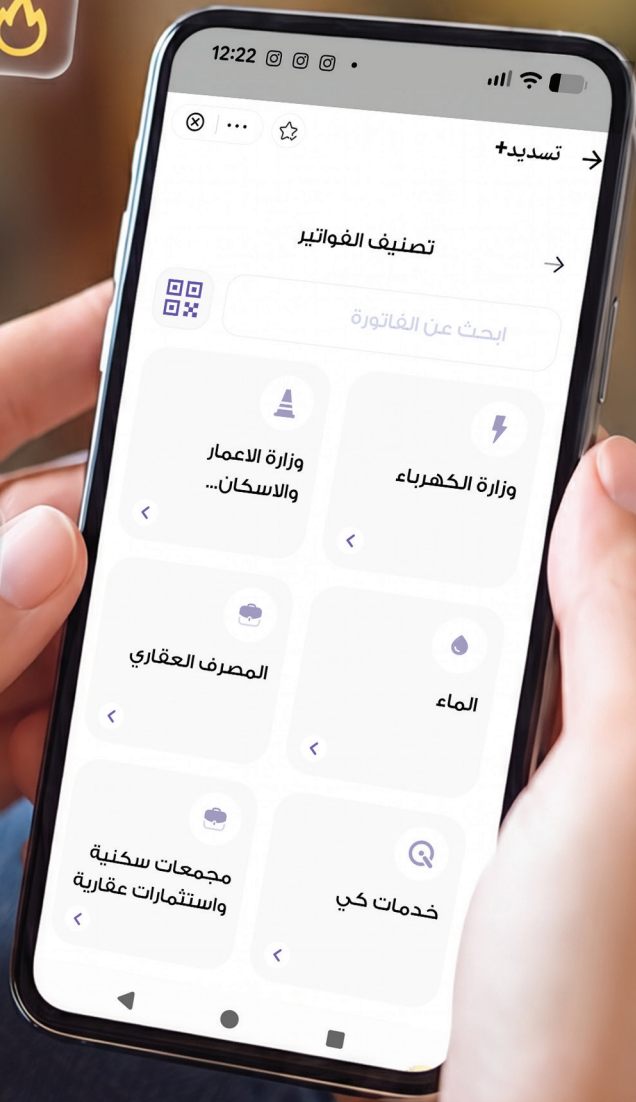 12:22
تسديد+
تصنيف الفواتير
ابحث عن الفاتورة
وزارة الكهرباء
وزارة الاعمار
والاسكان...
الماء
المصرف العقاري
خدمات كي
مجمعات سكنية
واستثمارات عقارية